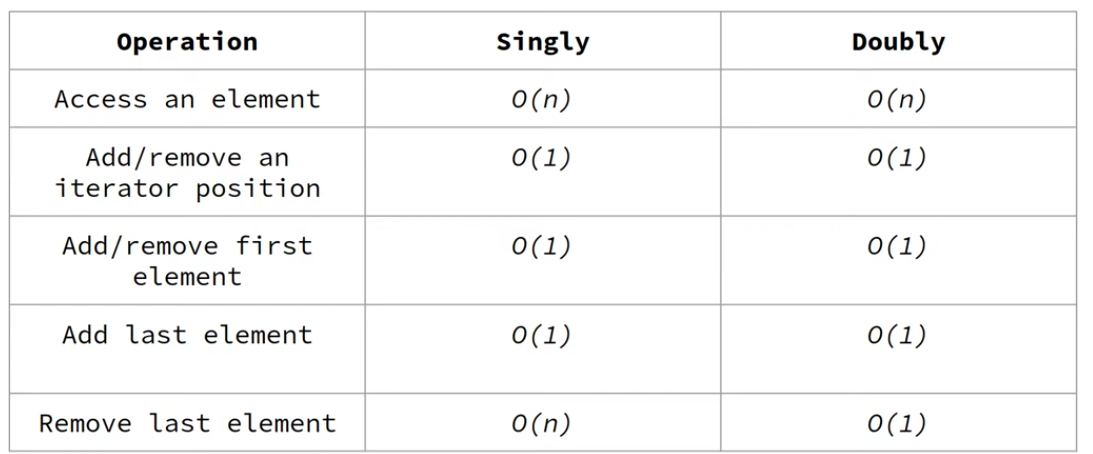 Operation Singly Doubly
Access an element O(n) O(n)
Add/remove an O(1) O(1)
iterator position
Add/remove first O(1) O(1)
element
Add last element O(1) O(1)
Remove last element O(n) O(1)